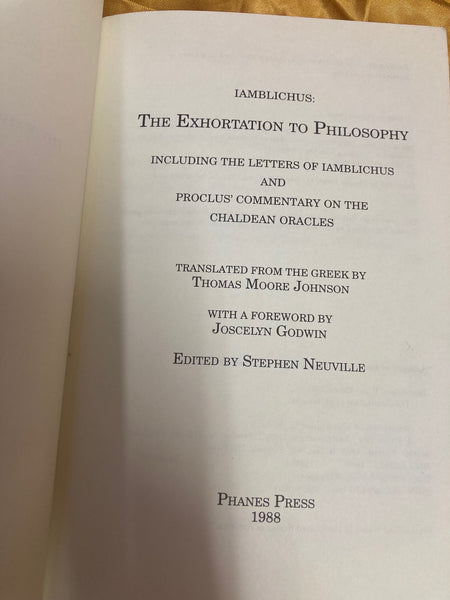 IAMBLICHUS:
THE EXHORTATION TO PHILOSOPHY
INCLUDING THE LETTERS OF IAMBLICHUS
AND
PROCLUS' COMMENTARY ON THE
CHALDEAN ORACLES
TRANSLATED FROM THE GREEK BY
THOMAS MOORE JOHNSON
WITH A FOREWORD BY
JOSCELYN GODWIN
EDITED BY STEPHEN NEUVILLE
PHANES PRESS
1988